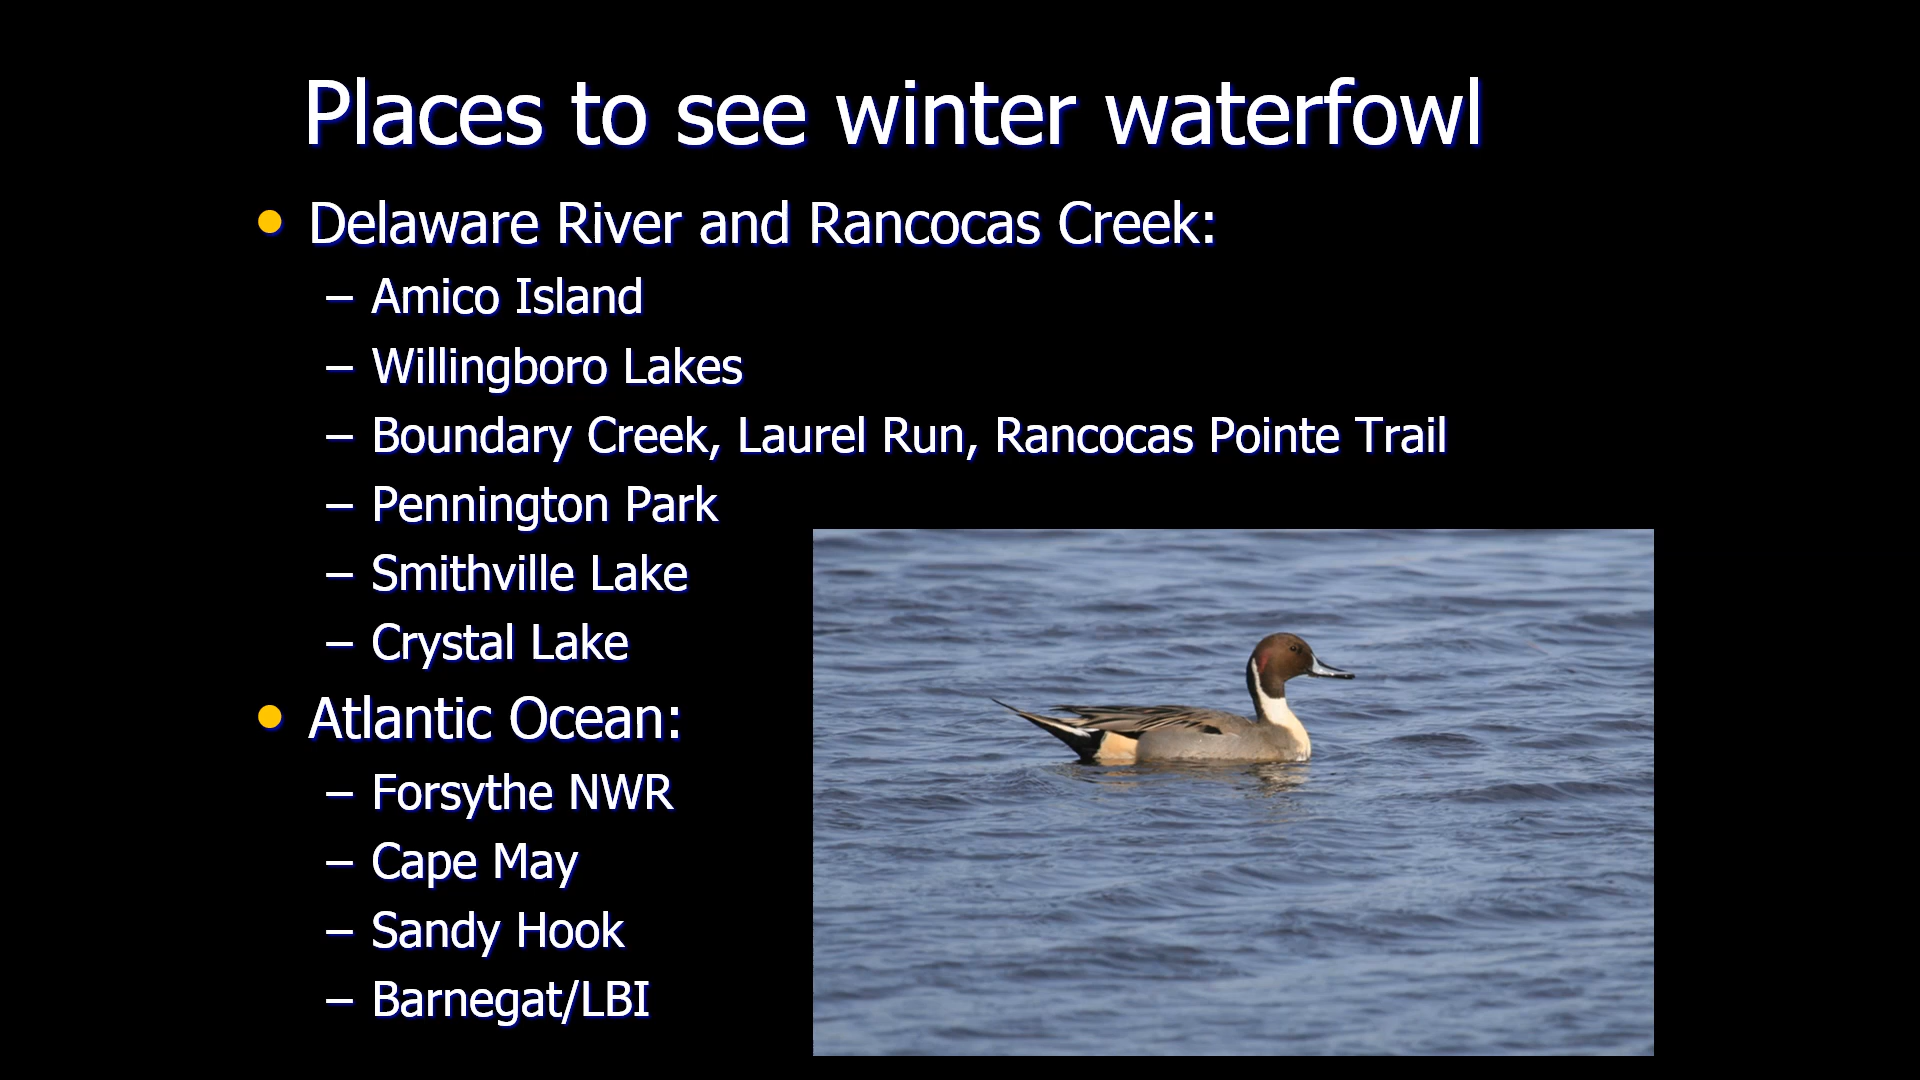 Places to see winter waterfowl
• Delaware River and Rancocas Creek:
– Amico Island
– Willingboro Lakes
– Boundary Creek, Laurel Run, Rancocas Pointe Trail
– Pennington Park
– Smithville Lake
– Crystal Lake
• Atlantic Ocean:
– Forsythe NWR
– Cape May
– Sandy Hook
– Barnegat/LBI